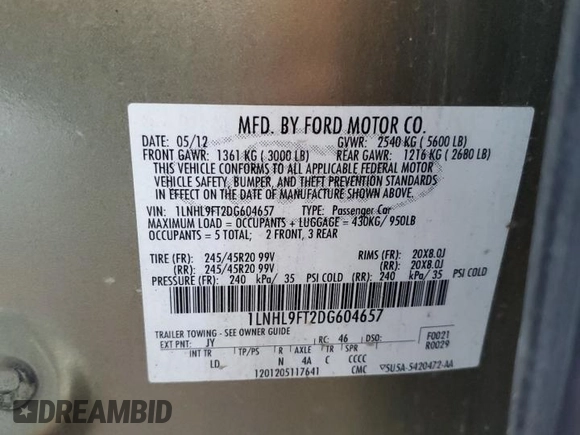 MFD. BY FORD MOTOR CO.
DATE: 05/12 GVWR: 2540 KG ( 5600 LB)
FRONT GAWR: 1361 KG ( 3000 LB) REAR GAWR: 1216 KG ( 2680 LB)
THIS VEHICLE CONFORMS TO ALL APPLICABLE FEDERAL MOTOR
VEHICLE SAFETY, BUMPER, AND THEFT PREVENTION STANDARDS
IN EFFECT ON THE DATE OF MANUFACTURE SHOWN ABOVE.
VIN: 1LNHL9FT2DG604657 TYPE: Passenger Car
MAXIMUM LOAD = OCCUPANTS + LUGGAGE = 430KG/ 950LB
OCCUPANTS = 5 TOTAL; 2 FRONT, 3 REAR
TIRE (FR): 245/45R20 99V RIMS (FR): 20X8.0J
(RR): 245/45R20 99V (RR): 20X8.0J
PRESSURE (FR): 240 kPa/ 35 PSI COLD (RR): 240 kPa/ 35 PSI COLD
1LNHL9FT2DG604657
TRAILER TOWING - SEE OWNER GUIDE
EXT PNT: JY RC: 46 DSO: F0021
INT TR TP/PS R AXLE TR SPR R0029
LD N 4A C CCCC
1201205117641 CMC 5U5A-5420472-AA
DREAMBID